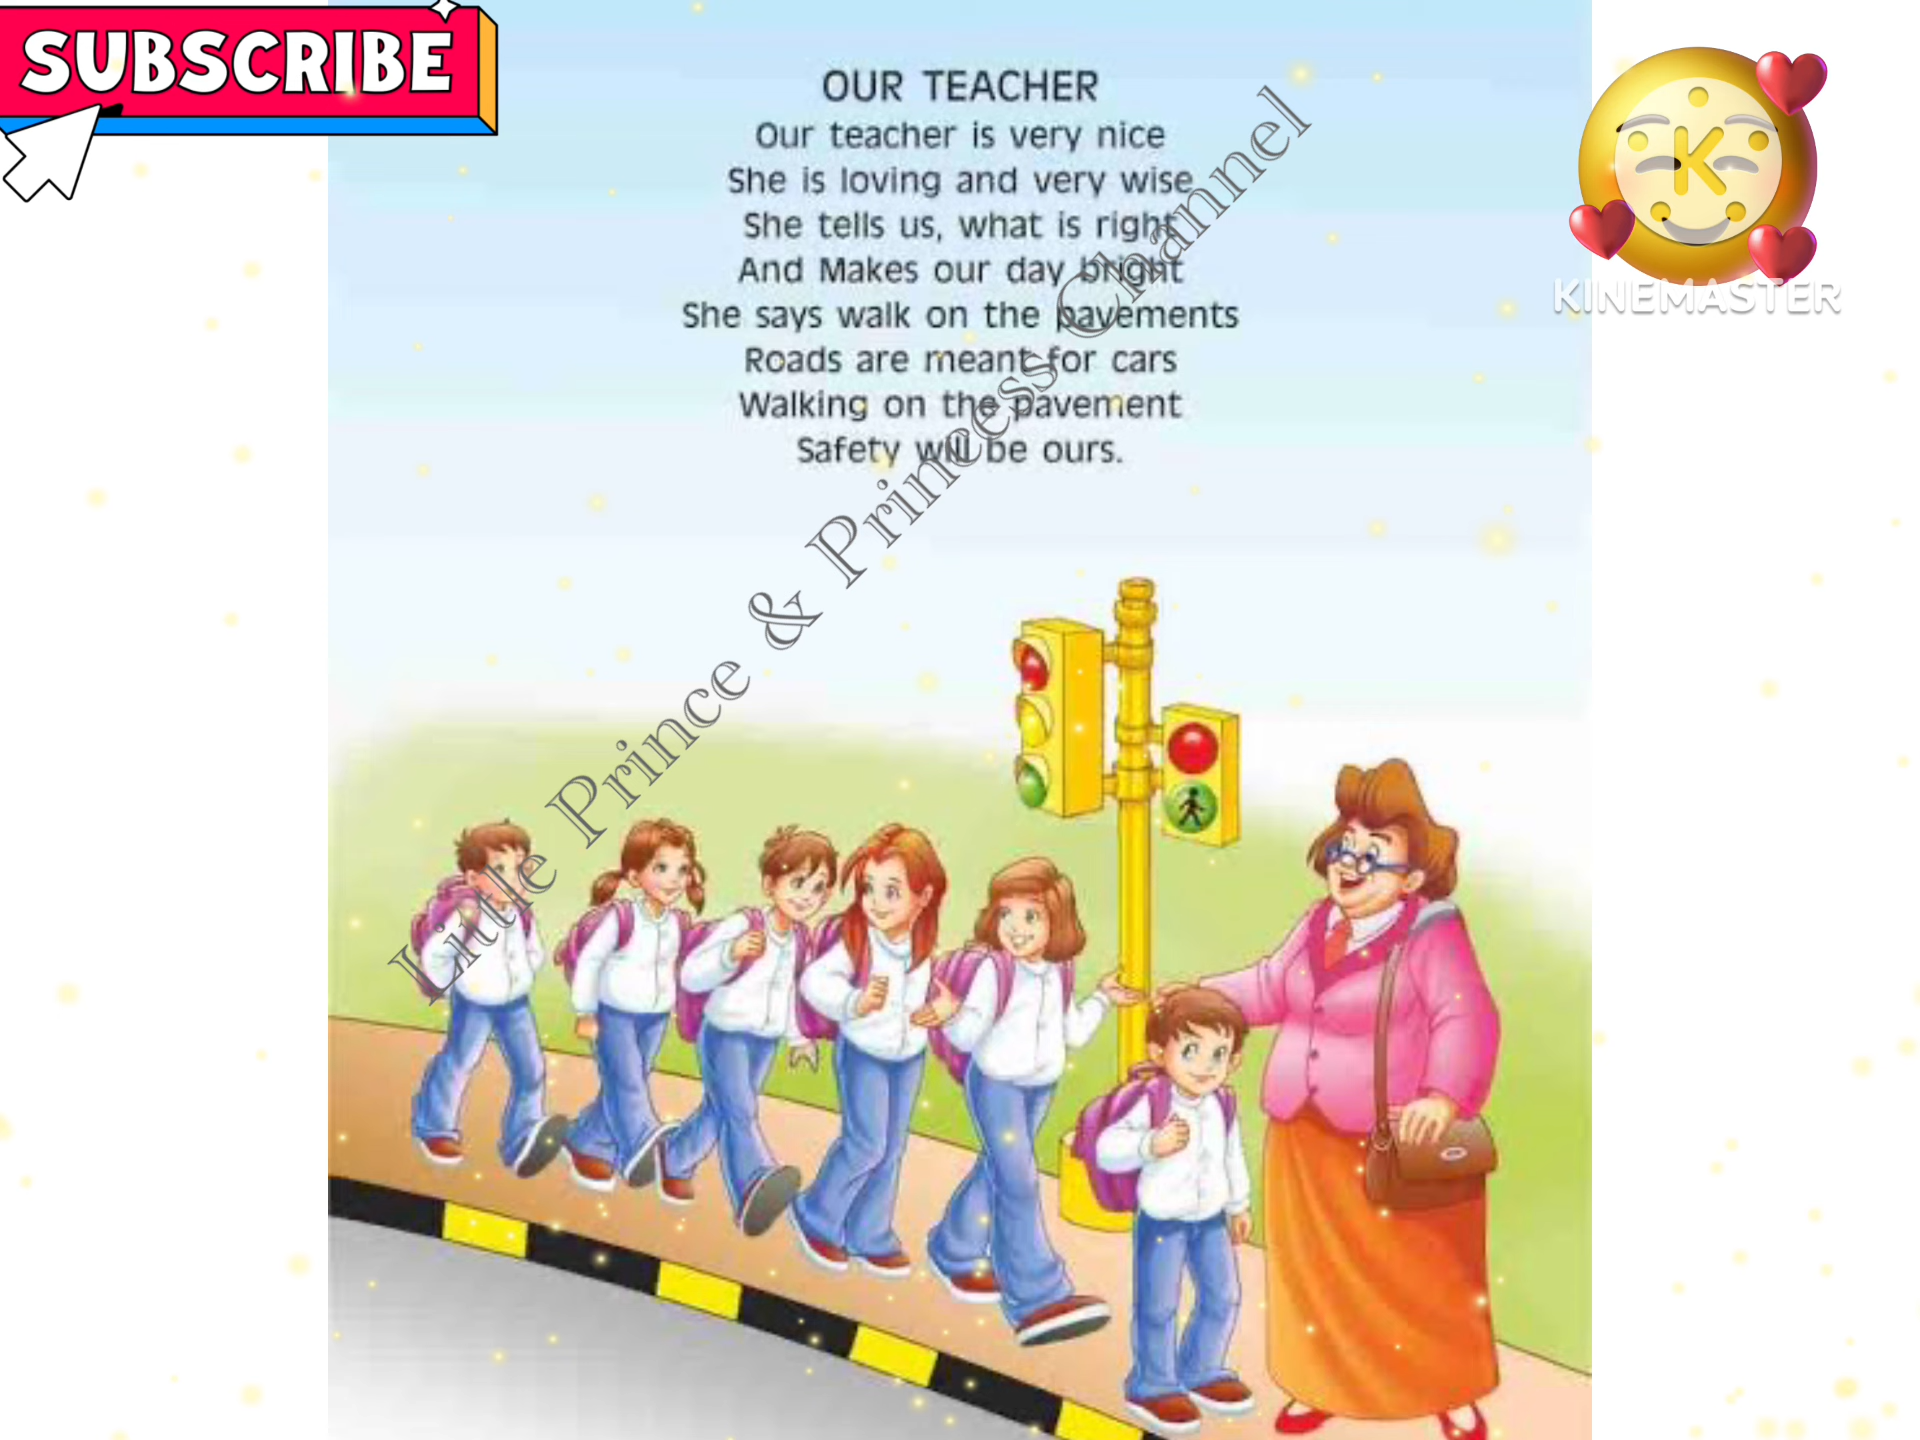 SUBSCRIBE
OUR TEACHER
Our teacher is very nice
She is loving and very wise
She tells us, what is right
And Makes our day bright
She says walk on the pavements
Roads are meant for cars
Walking on the pavement
Safety will be ours.
K
KINEMASTER
Little Prince & Princess Channel